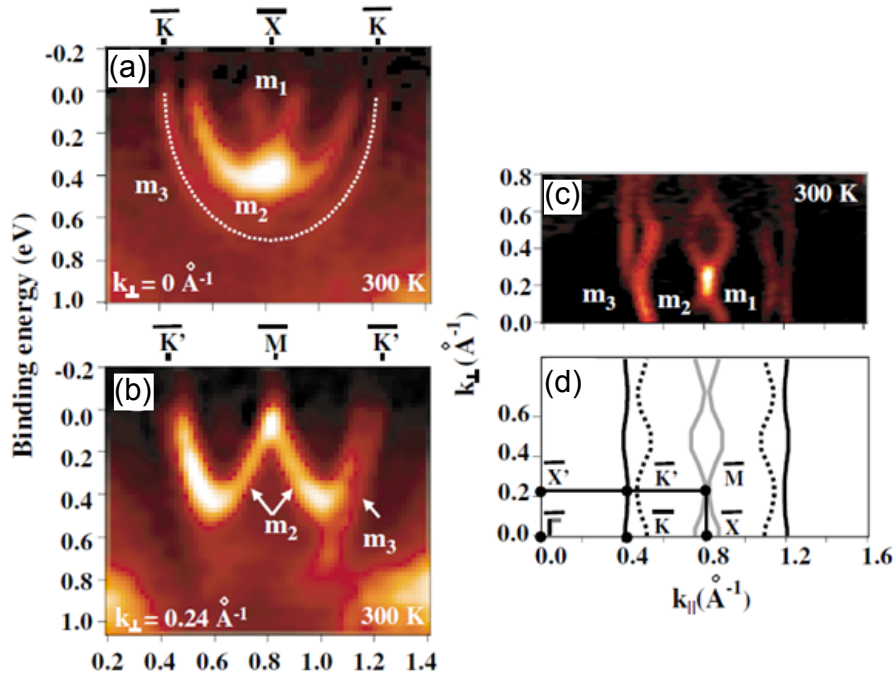 K̅ X̅ K̅
(a)
-0.2
0.0
0.2
0.4
0.6
0.8
1.0
m₁
m₂
m₃
k⊥ = 0 Å⁻¹
300 K
Binding energy (eV)
K̅' M̅ K̅'
(b)
-0.2
0.0
0.2
0.4
0.6
0.8
1.0
m₂
m₃
k⊥ = 0.24 Å⁻¹
300 K
0.2 0.4 0.6 0.8 1.0 1.2 1.4
(c)
300 K
0.8
0.6
0.4
0.2
0.0
m₃ m₂ m₁
k⊥(Å⁻¹)
(d)
0.6
0.4
0.2
0.0
X̅' K̅' M̅
Γ̅ K̅ X̅
0.0 0.4 0.8 1.2 1.6
k||(Å⁻¹)